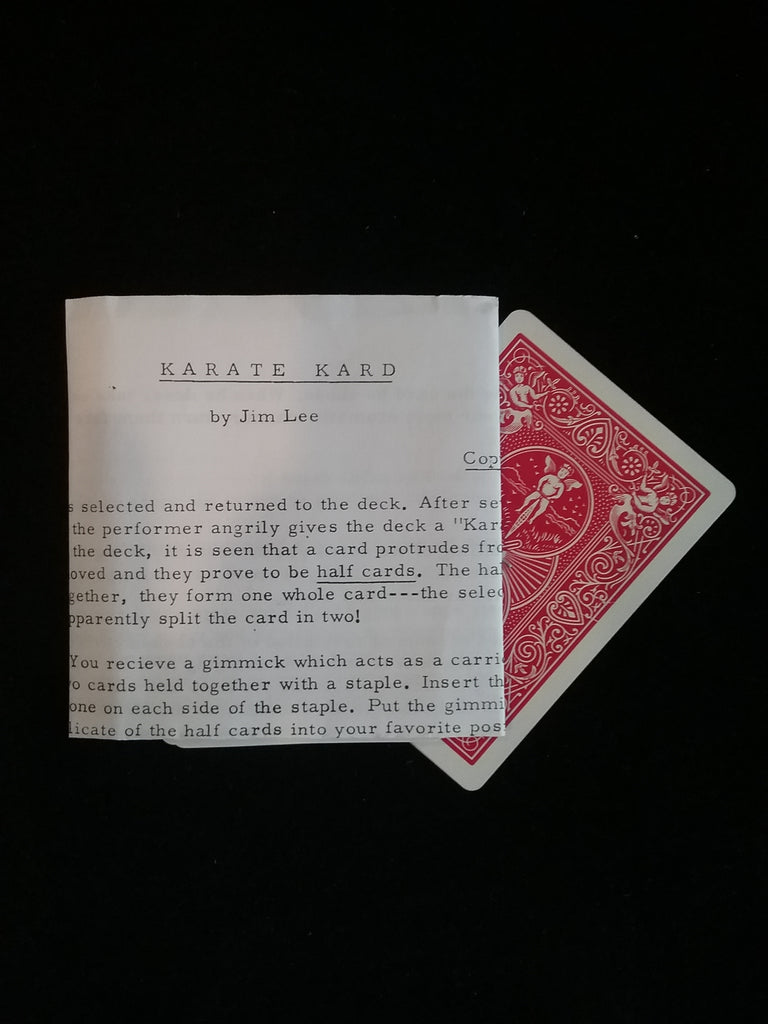 KARATE KARD
by Jim Lee
Cop
s selected and returned to the deck. After se
the performer angrily gives the deck a "Kar
the deck, it is seen that a card protrudes fro
oved and they prove to be half cards. The hal
gether, they form one whole card---the selec
pparently split the card in two!
You recieve a gimmick which acts as a carri
o cards held together with a staple. Insert th
one on each side of the staple. Put the gimmi
licate of the half cards into your favorite pos